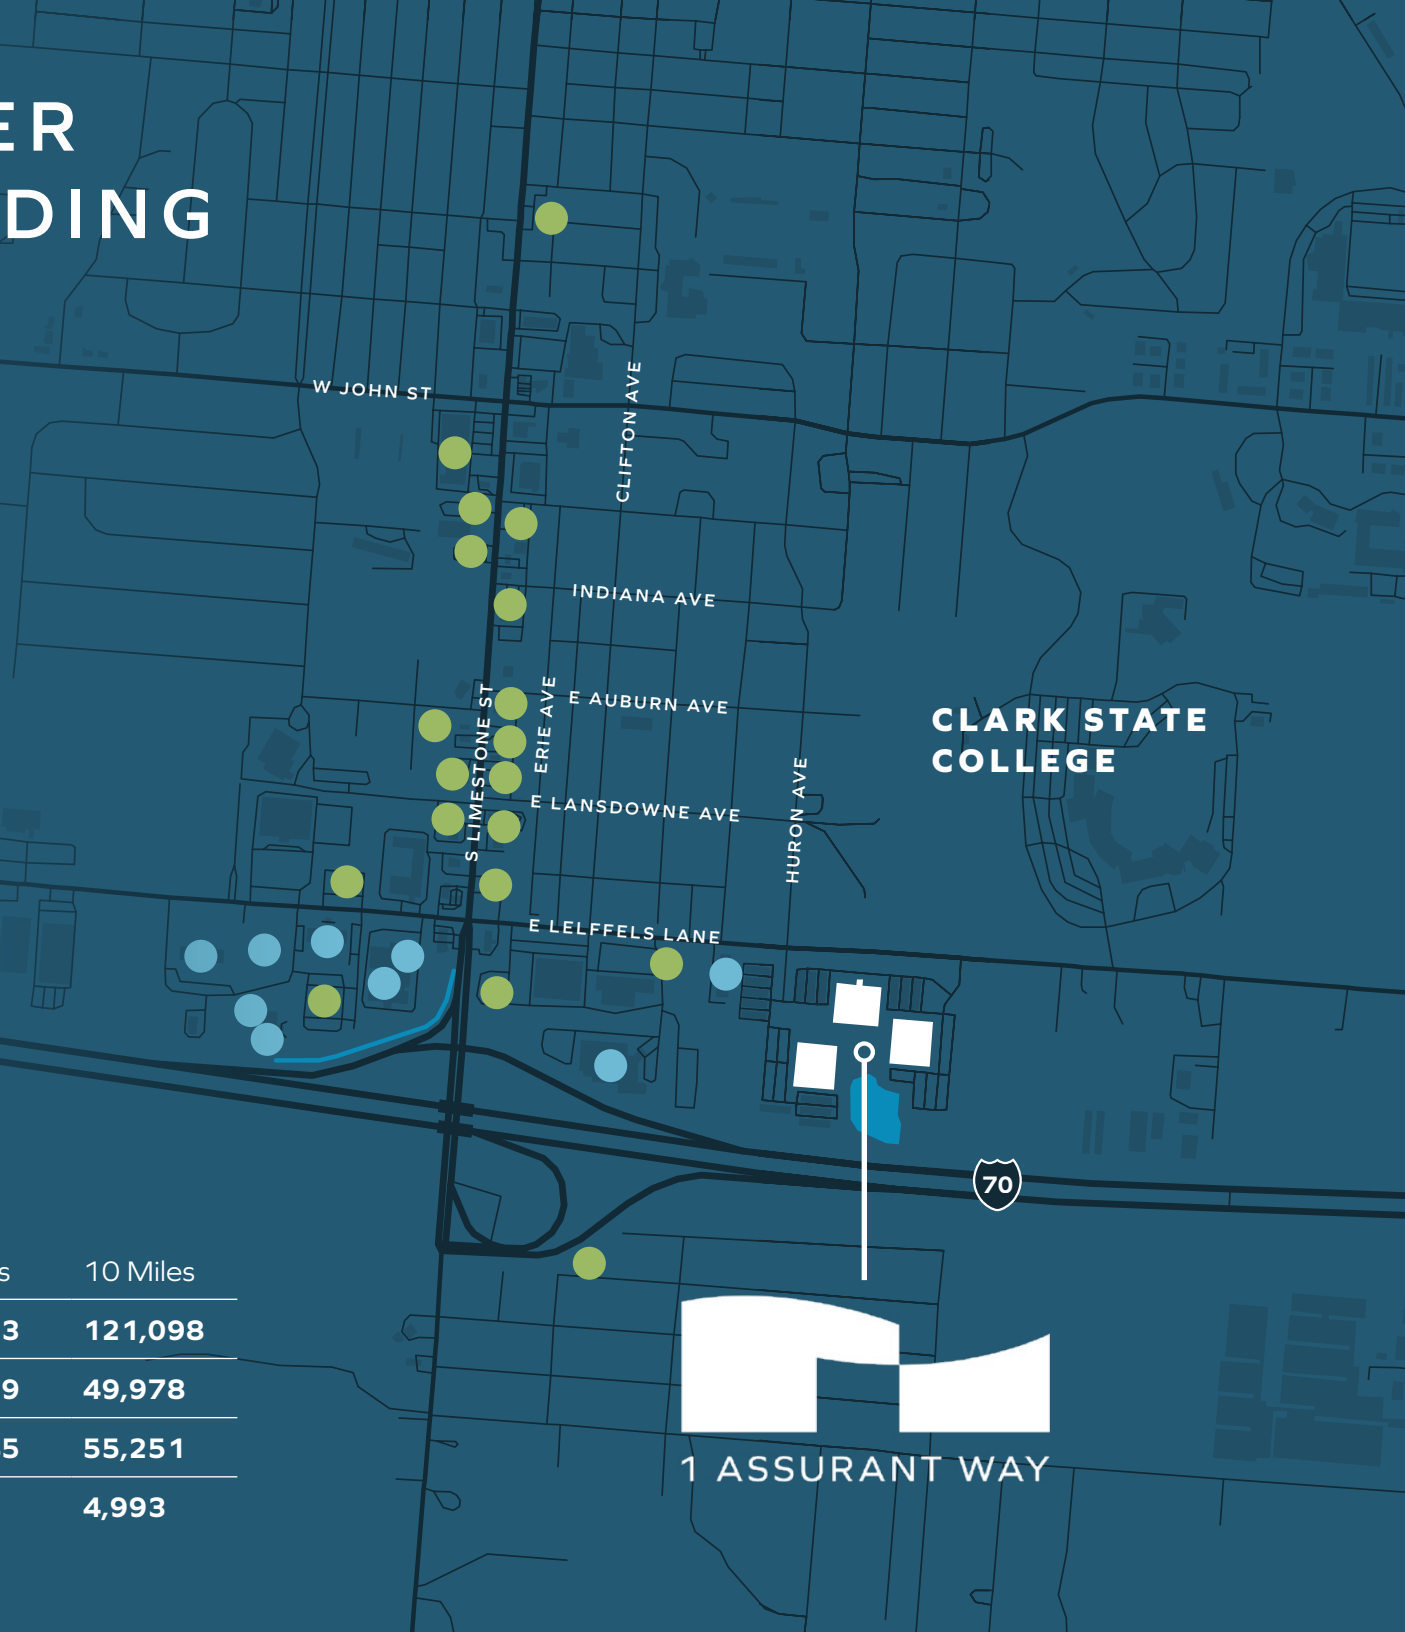 ER
DING
W JOHN ST
CLIFTON AVE
INDIANA AVE
E AUBURN AVE
ERIE AVE
S LIMESTONE ST
CLARK STATE
COLLEGE
E LANSDOWNE AVE
HURON AVE
E LELFFELS LANE
70
s
10 Miles
3
121,098
9
49,978
5
55,251
4,993
1 ASSURANT WAY